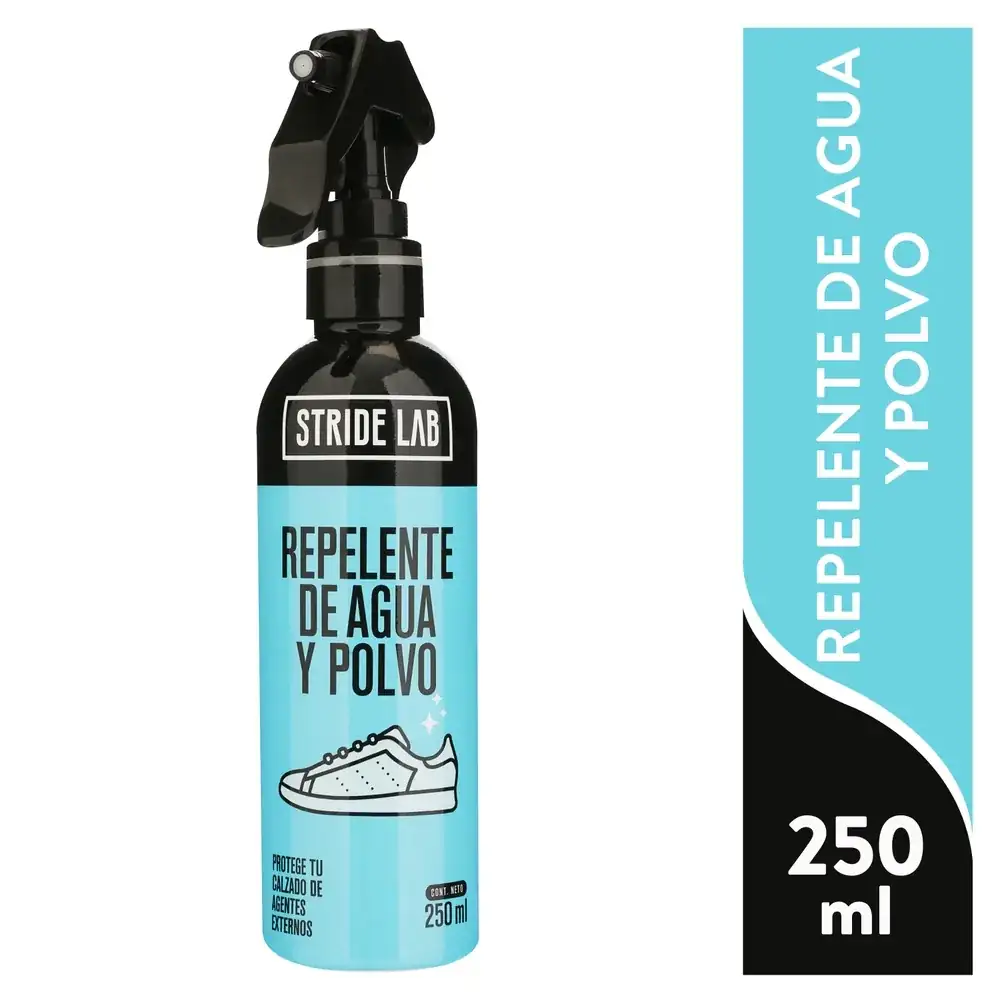 STRIDE LAB
REPELENTE
DE AGUA
Y POLVO
PROTEGE TU
CALZADO DE
AGENTES
EXTERNOS
CONT. NETO
250 ml
REPELENTE DE AGUA
Y POLVO
250
ml